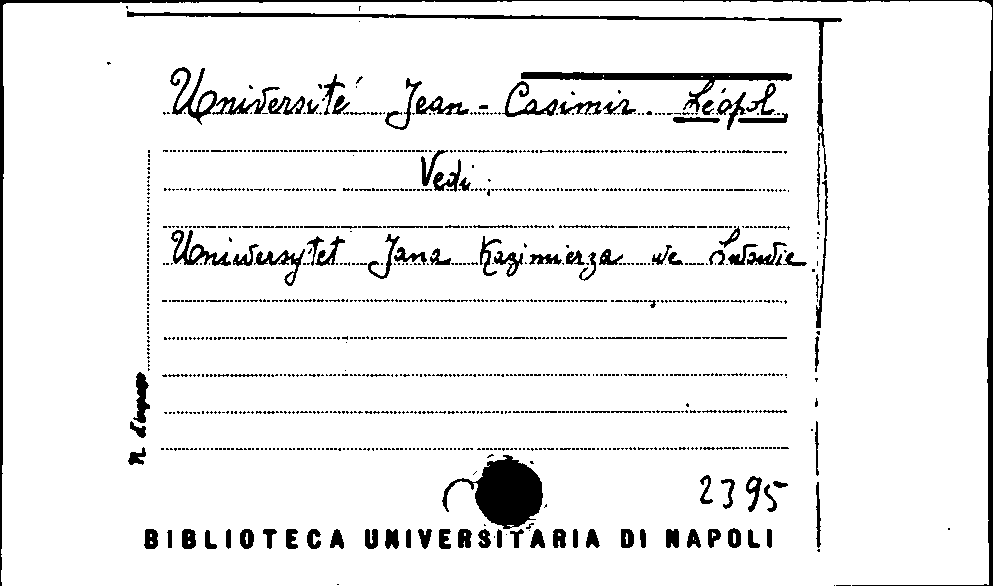 Université Jean-Casimir. Léopol
Vedi:
Uniwersytet Jana Kazimierza we Lwowie
N. d'ingresso
2395
BIBLIOTECA UNIVERSITARIA DI NAPOLI